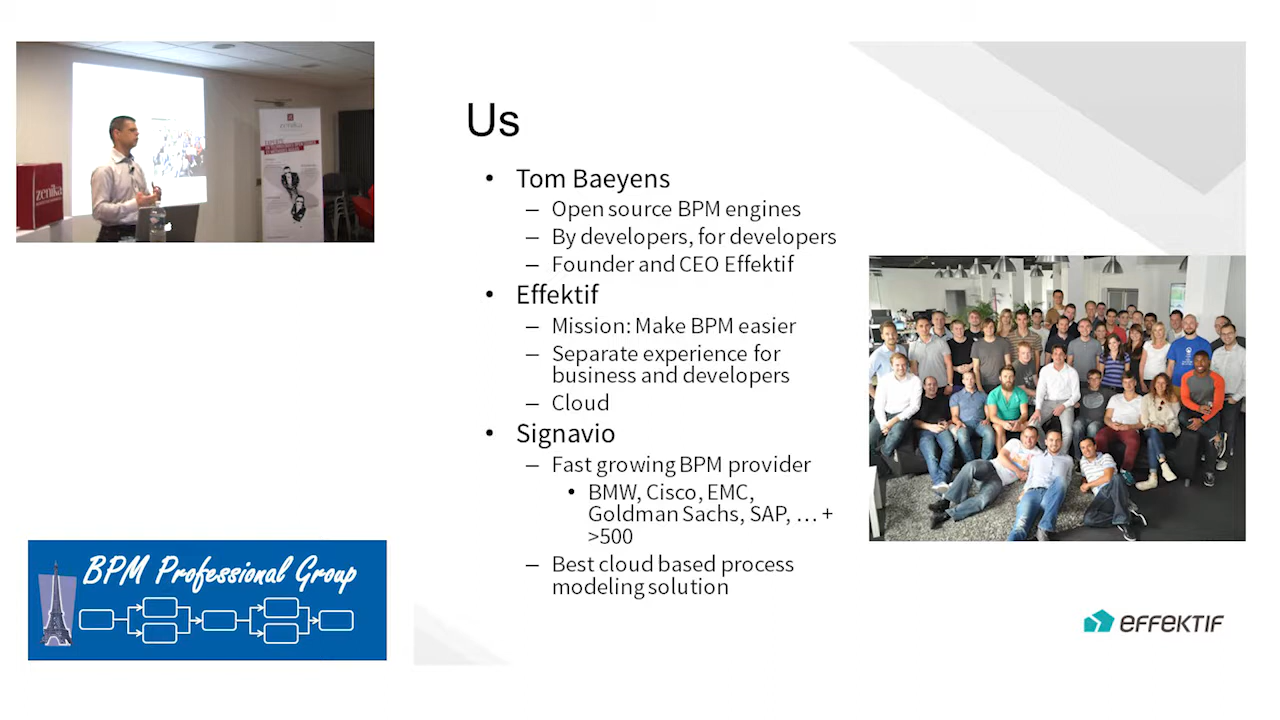 zenika
zenika
Us
• Tom Baeyens
– Open source BPM engines
– By developers, for developers
– Founder and CEO Effektif
• Effektif
– Mission: Make BPM easier
– Separate experience for
business and developers
– Cloud
• Signavio
– Fast growing BPM provider
• BMW, Cisco, EMC,
Goldman Sachs, SAP, … +
>500
– Best cloud based process
modeling solution
BPM Professional Group
EFFEKTIF